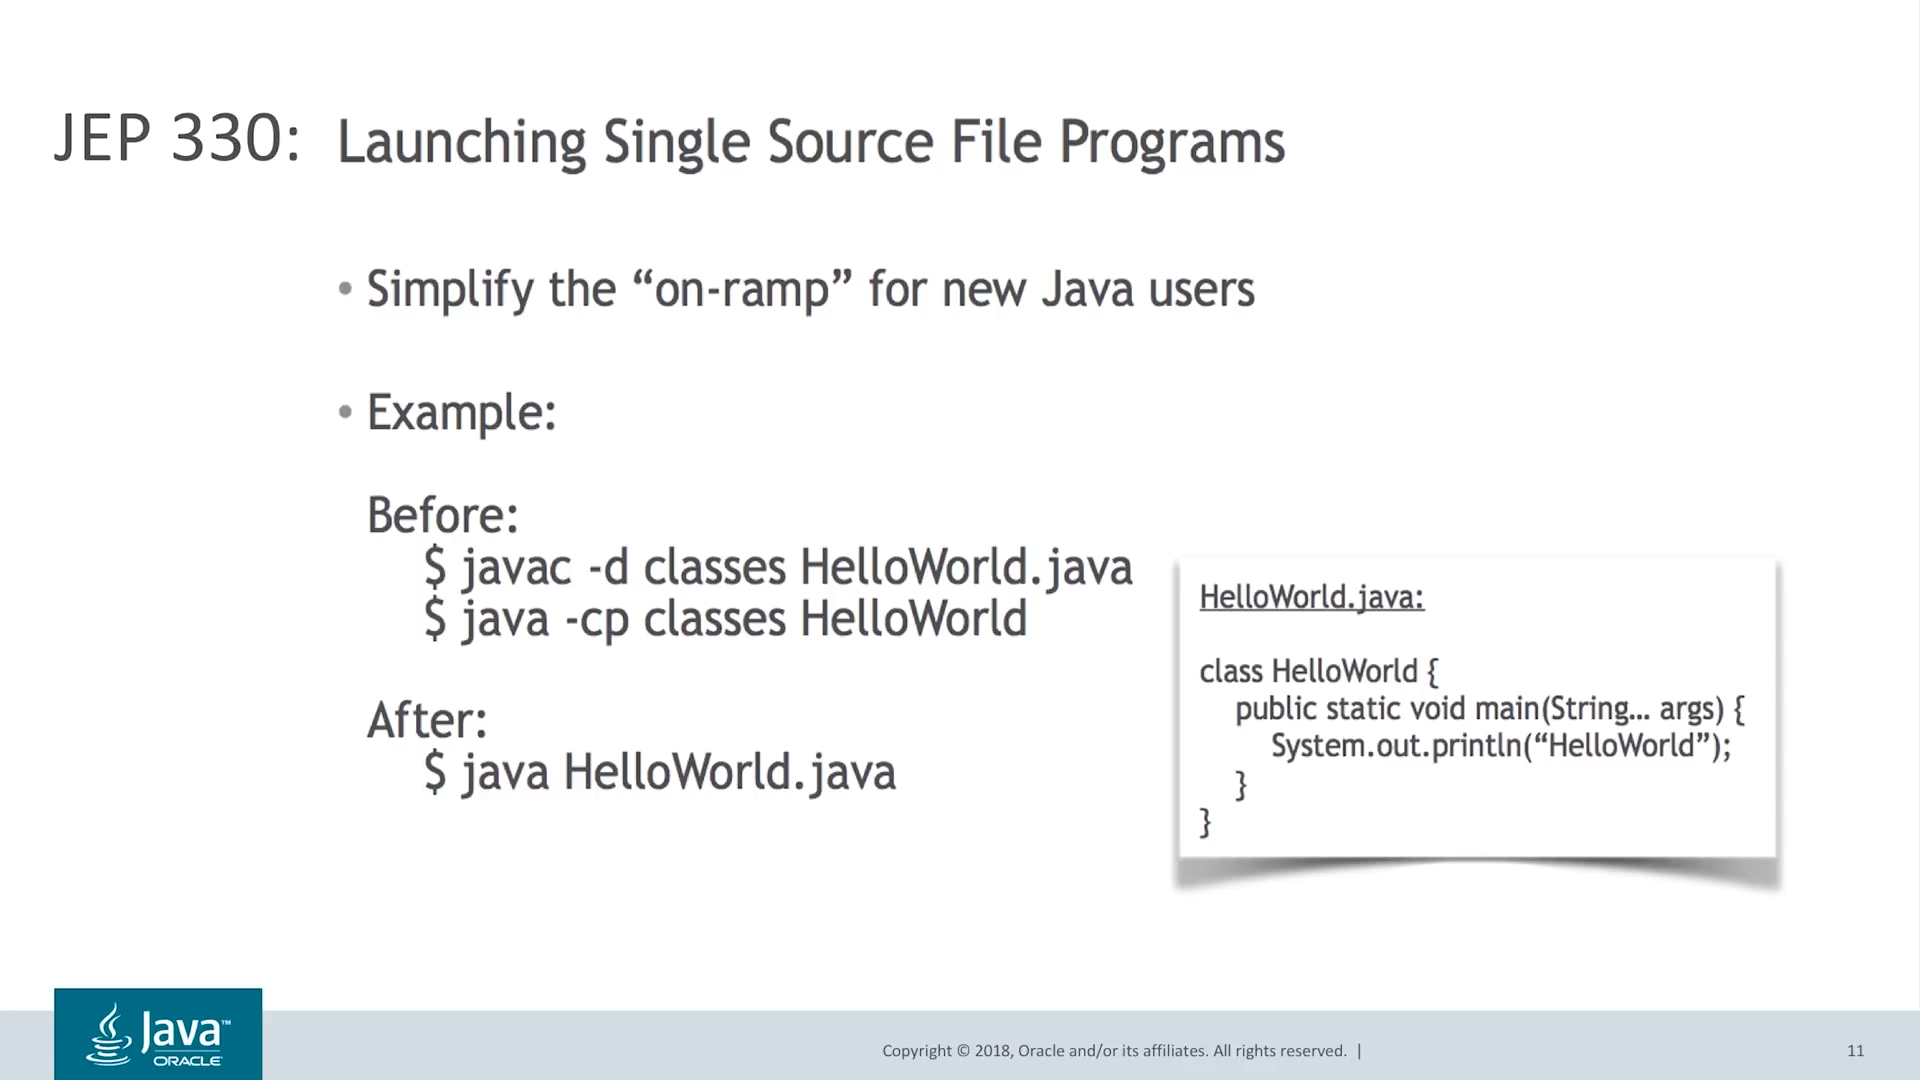 JEP 330: Launching Single Source File Programs
• Simplify the “on-ramp” for new Java users
• Example:
Before:
$ javac -d classes HelloWorld.java
$ java -cp classes HelloWorld
After:
$ java HelloWorld.java
HelloWorld.java:
class HelloWorld {
public static void main(String... args) {
System.out.println(“HelloWorld”);
}
}
Java™
ORACLE
Copyright © 2018, Oracle and/or its affiliates. All rights reserved. |
11